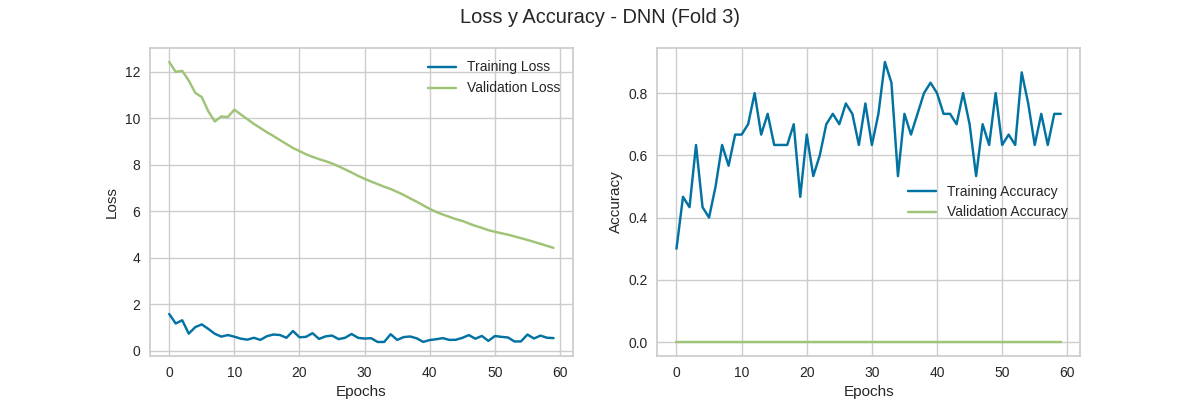 Loss y Accuracy - DNN (Fold 3)
Training Loss
Validation Loss
12
10
8
6
4
2
0
Loss
0 10 20 30 40 50 60
Epochs
Training Accuracy
Validation Accuracy
0.8
0.6
0.4
0.2
0.0
Accuracy
0 10 20 30 40 50 60
Epochs